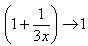 (1 + 1/(3x)) → 1